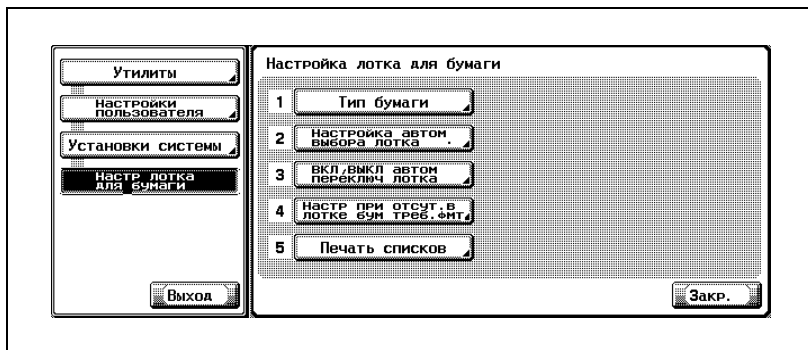 Утилиты
Настройки
пользователя
Установки системы
Настр лотка
для бумаги
Выход
Настройка лотка для бумаги
1 Тип бумаги
2 Настройка автом
выбора лотка .
3 ВКЛ/ВЫКЛ автом
переключ лотка
4 Настр при отсут.в
лотке бум треб.фмт
5 Печать списков
Закр.